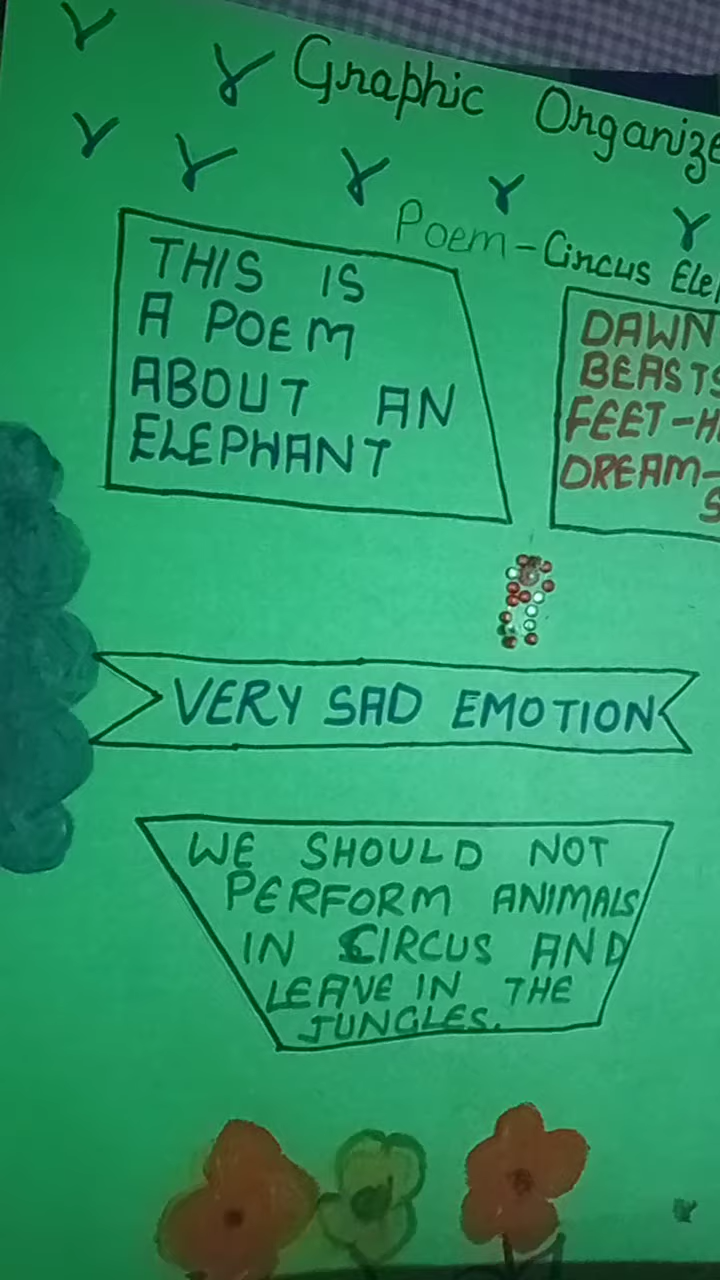 Graphic Organize
Poem-Circus Ele
THIS IS
A POEM
ABOUT AN
ELEPHANT
DAWN
BEASTS
FEET-H
DREAM-
S
VERY SAD EMOTION
WE SHOULD NOT
PERFORM ANIMALS
IN CIRCUS AND
LEAVE IN THE
JUNGLES.